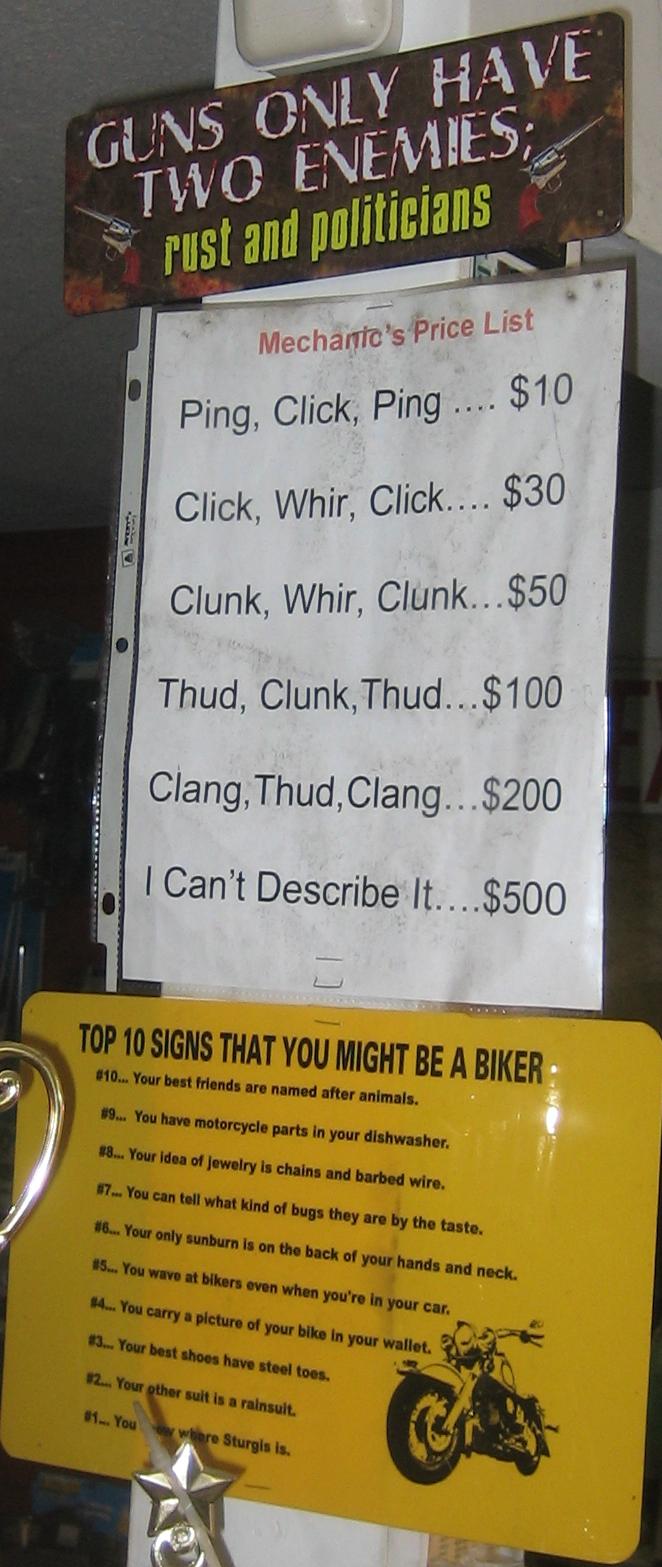 GUNS ONLY HAVE
TWO ENEMIES;
rust and politicians
Mechanic's Price List
Ping, Click, Ping .... $10
Click, Whir, Click.... $30
Clunk, Whir, Clunk...$50
Thud, Clunk,Thud...$100
Clang,Thud,Clang...$200
I Can't Describe It....$500
TOP 10 SIGNS THAT YOU MIGHT BE A BIKER
#10... Your best friends are named after animals.
#9... You have motorcycle parts in your dishwasher.
#8... Your idea of jewelry is chains and barbed wire.
#7... You can tell what kind of bugs they are by the taste.
#6... Your only sunburn is on the back of your hands and neck.
#5... You wave at bikers even when you're in your car.
#4... You carry a picture of your bike in your wallet.
#3... Your best shoes have steel toes.
#2... Your other suit is a rainsuit.
#1... You where Sturgis is.